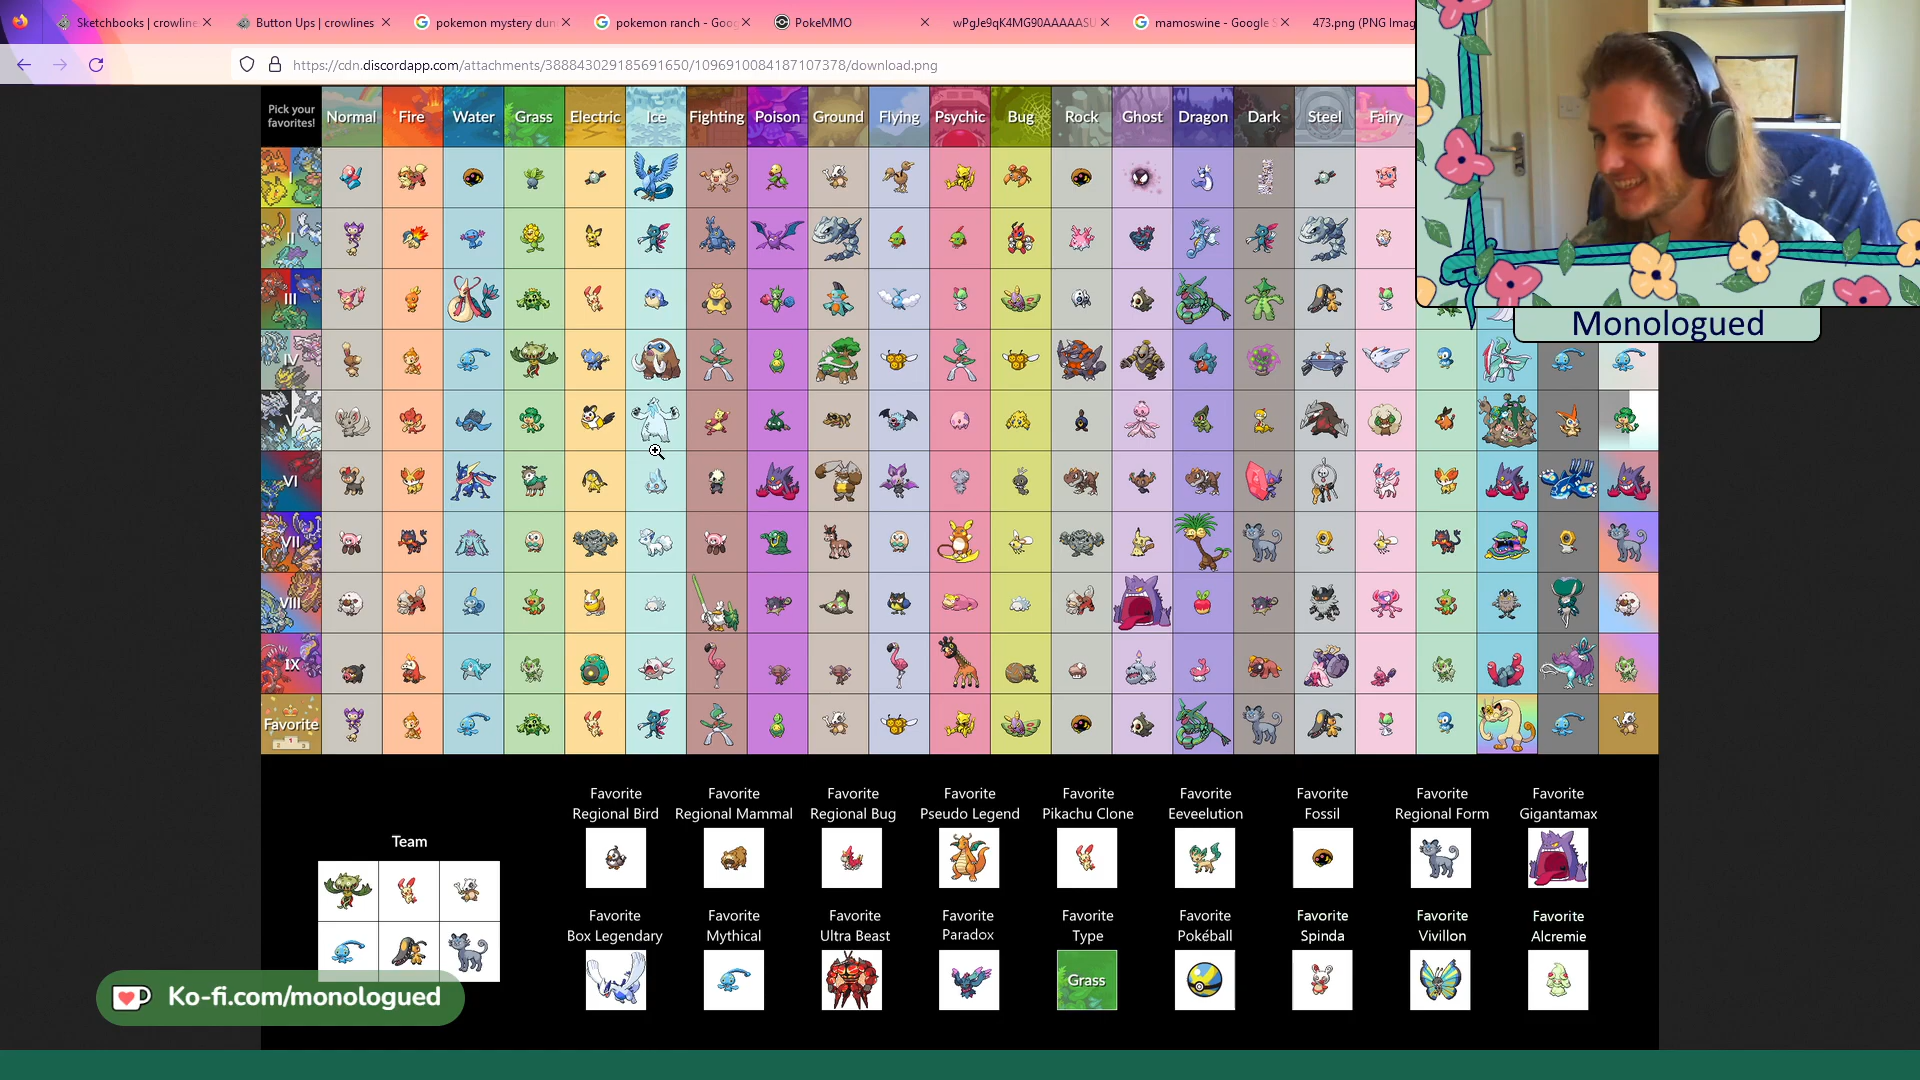 Sketchbooks | crowline
Button Ups | crowlines
pokemon mystery dun
pokemon ranch - Goog
PokeMMO
wPgJe9qK4MG90AAAAASU
mamoswine - Google S
473.png (PNG Imag
https://cdn.discordapp.com/attachments/388843029185691650/1096910084187107378/download.png
Pick your
favorites!
Normal
Fire
Water
Grass
Electric
Ice
Fighting
Poison
Ground
Flying
Psychic
Bug
Rock
Ghost
Dragon
Dark
Steel
Fairy
I
II
III
IV
V
VI
VII
VIII
IX
Favorite
Monologued
Team
Favorite
Regional Bird
Favorite
Regional Mammal
Favorite
Regional Bug
Favorite
Pseudo Legend
Favorite
Pikachu Clone
Favorite
Eeveelution
Favorite
Fossil
Favorite
Regional Form
Favorite
Gigantamax
Favorite
Box Legendary
Favorite
Mythical
Favorite
Ultra Beast
Favorite
Paradox
Favorite
Type
Grass
Favorite
Pokéball
Favorite
Spinda
Favorite
Vivillon
Favorite
Alcremie
Ko-fi.com/monologued